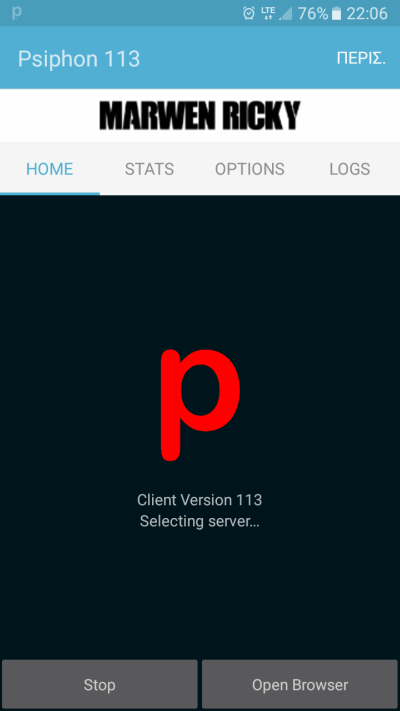 p LTE 76% 22:06
Psiphon 113 ΠΕΡΙΣ.
MARWEN RICKY
HOME STATS OPTIONS LOGS
p
Client Version 113
Selecting server...
Stop Open Browser